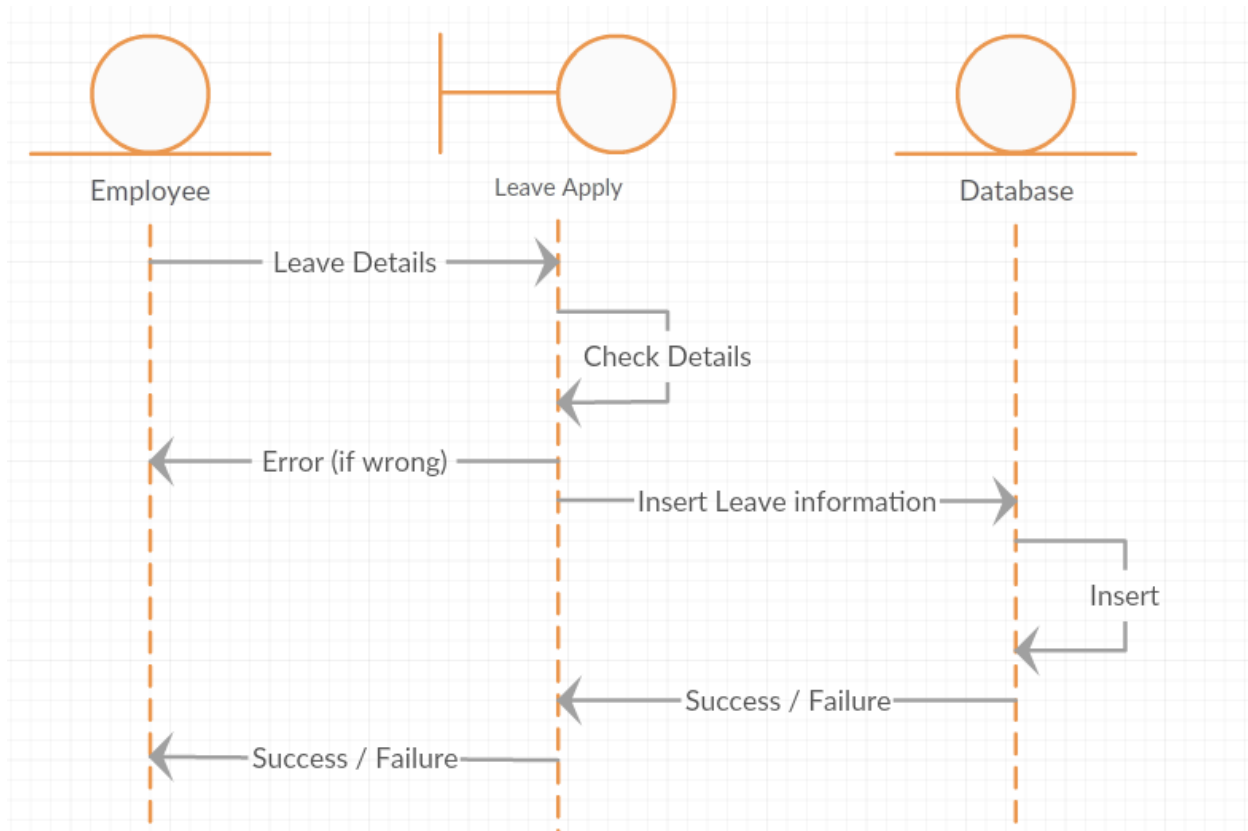 Employee
Leave Apply
Database
Leave Details
Check Details
Error (if wrong)
Insert Leave information
Insert
Success / Failure
Success / Failure